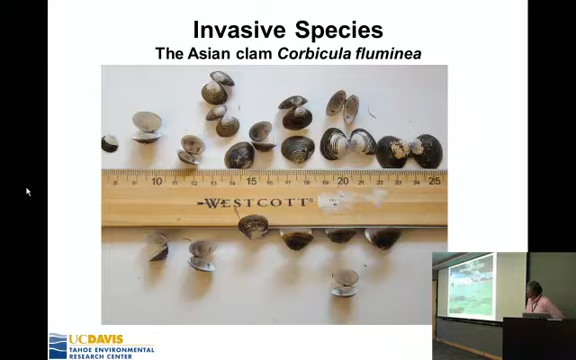 Invasive Species
The Asian clam Corbicula fluminea
10 15 20 25
WESTCOTT
UCDAVIS
TAHOE ENVIRONMENTAL
RESEARCH CENTER